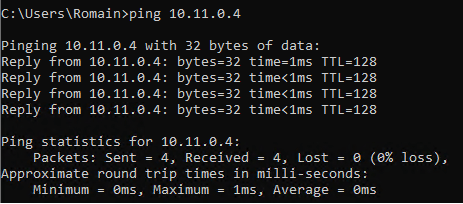 C:\Users\Romain>ping 10.11.0.4
Pinging 10.11.0.4 with 32 bytes of data:
Reply from 10.11.0.4: bytes=32 time=1ms TTL=128
Reply from 10.11.0.4: bytes=32 time<1ms TTL=128
Reply from 10.11.0.4: bytes=32 time<1ms TTL=128
Reply from 10.11.0.4: bytes=32 time<1ms TTL=128
Ping statistics for 10.11.0.4:
    Packets: Sent = 4, Received = 4, Lost = 0 (0% loss),
Approximate round trip times in milli-seconds:
    Minimum = 0ms, Maximum = 1ms, Average = 0ms